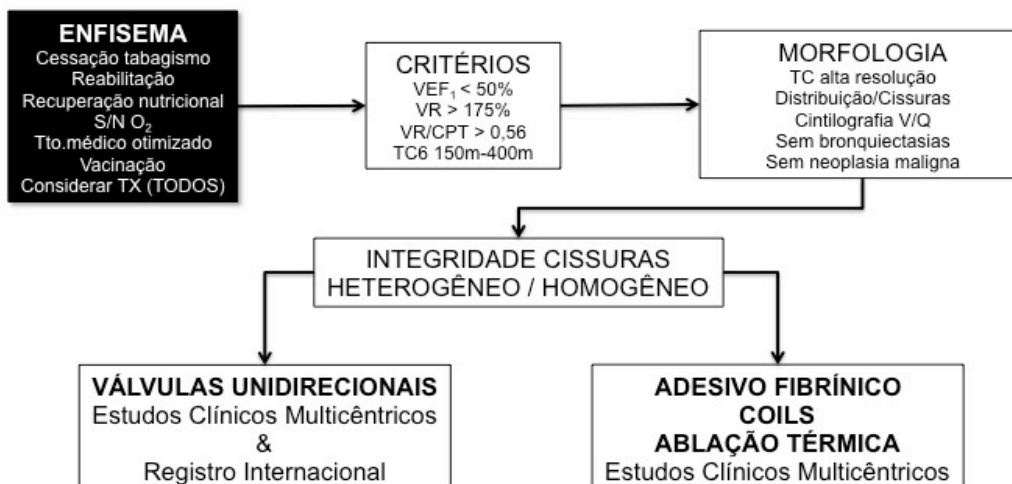 ENFISEMA
Cessação tabagismo
Reabilitação
Recuperação nutricional
S/N O₂
Tto.médico otimizado
Vacinação
Considerar TX (TODOS)
CRITÉRIOS
VEF₁ < 50%
VR > 175%
VR/CPT > 0,56
TC6 150m-400m
MORFOLOGIA
TC alta resolução
Distribuição/Cissuras
Cintilografia V/Q
Sem bronquiectasias
Sem neoplasia maligna
INTEGRIDADE CISSURAS
HETEROGÊNEO / HOMOGÊNEO
VÁLVULAS UNIDIRECIONAIS
Estudos Clínicos Multicêntricos
&
Registro Internacional
ADESIVO FIBRÍNICO
COILS
ABLAÇÃO TÉRMICA
Estudos Clínicos Multicêntricos